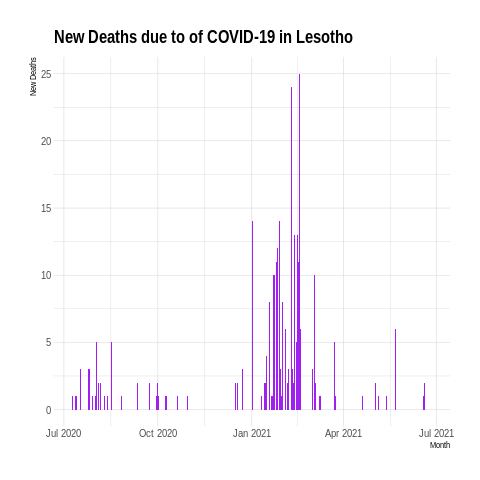 New Deaths due to of COVID-19 in Lesotho
New Deaths
25
20
15
10
5
0
Jul 2020 Oct 2020 Jan 2021 Apr 2021 Jul 2021
Month